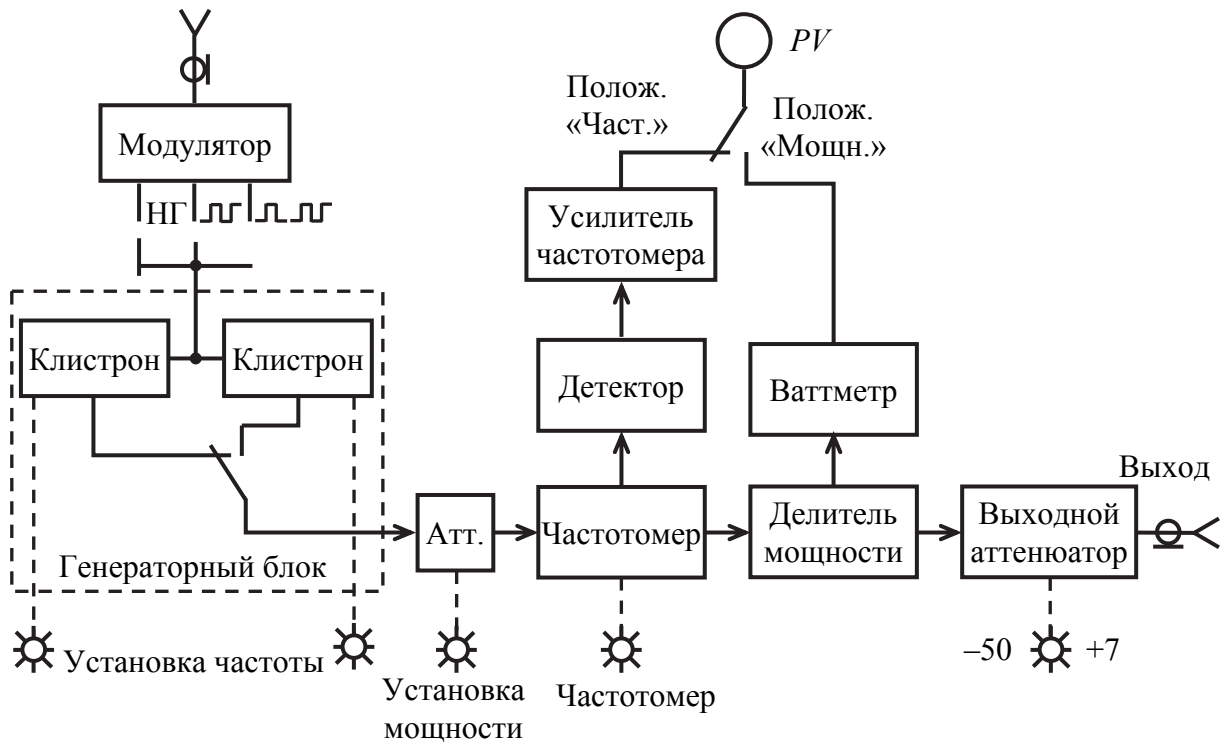 PV
Полож.
«Част.»
Полож.
«Мощн.»
Модулятор
НГ
Усилитель
частотомера
Клистрон
Клистрон
Детектор
Ваттметр
Выход
Атт.
Частотомер
Делитель
мощности
Выходной
аттенюатор
Генераторный блок
Установка частоты
–50
+7
Установка
мощности
Частотомер